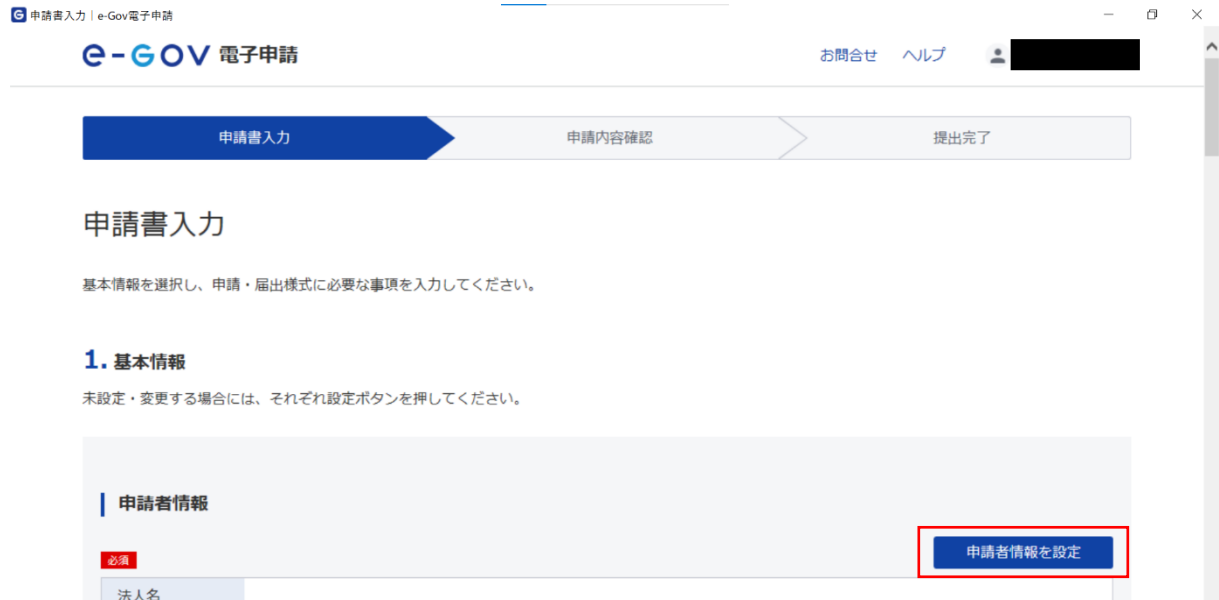 申請書入力｜e-Gov電子申請
e-GOV 電子申請
お問合せ ヘルプ
申請書入力
申請内容確認
提出完了
申請書入力
基本情報を選択し、申請・届出様式に必要な事項を入力してください。
1. 基本情報
未設定・変更する場合には、それぞれ設定ボタンを押してください。
申請者情報
必須
申請者情報を設定
法人名